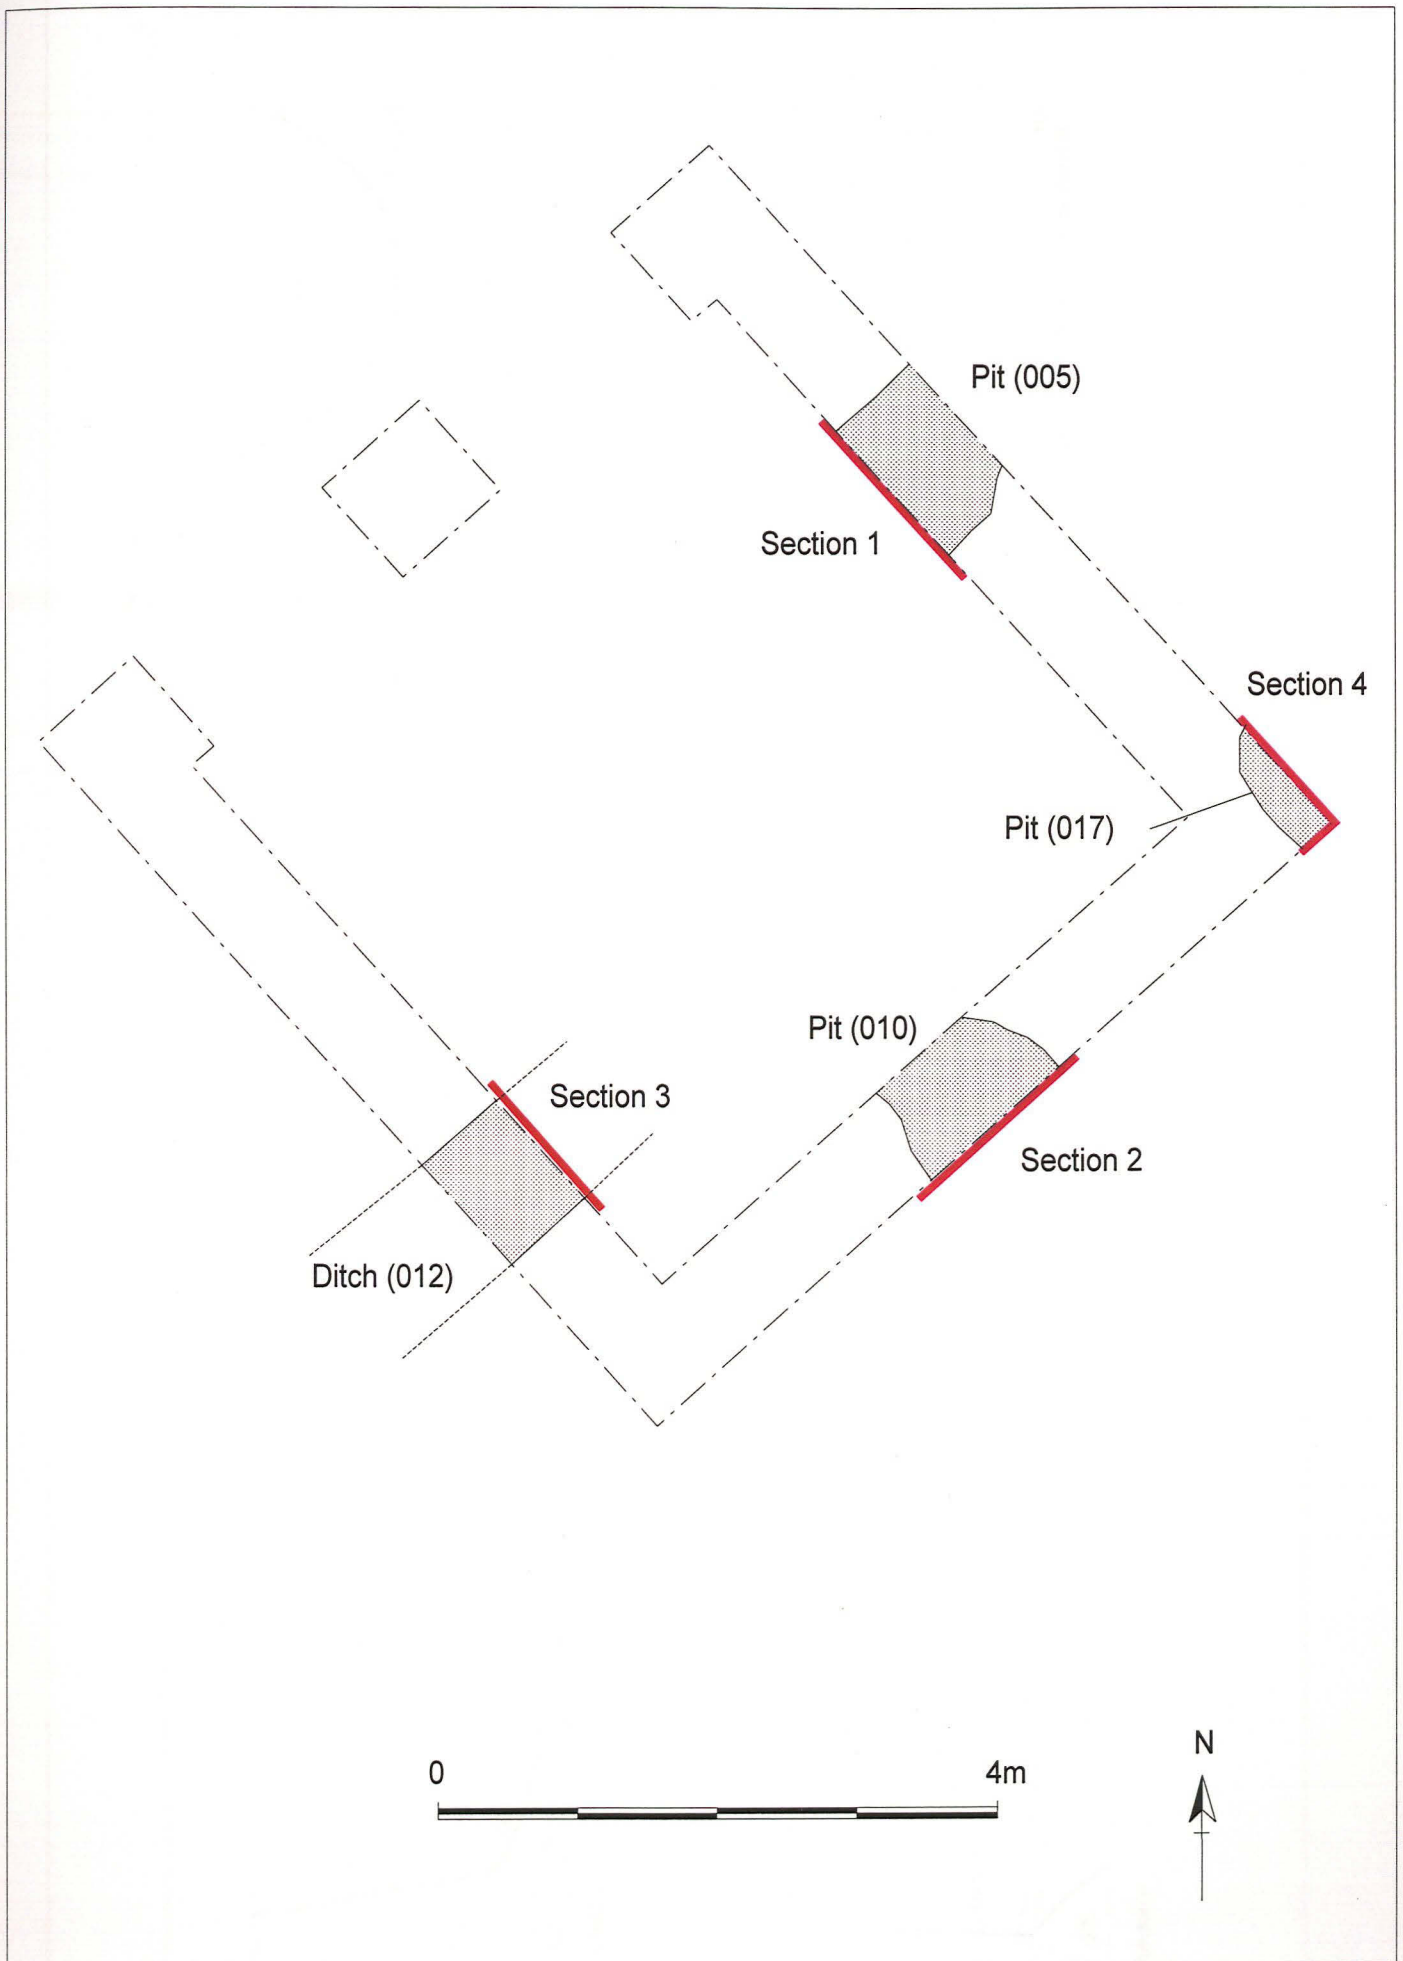 Pit (005)
Section 1
Section 4
Pit (017)
Pit (010)
Section 3
Section 2
Ditch (012)
0
4m
N